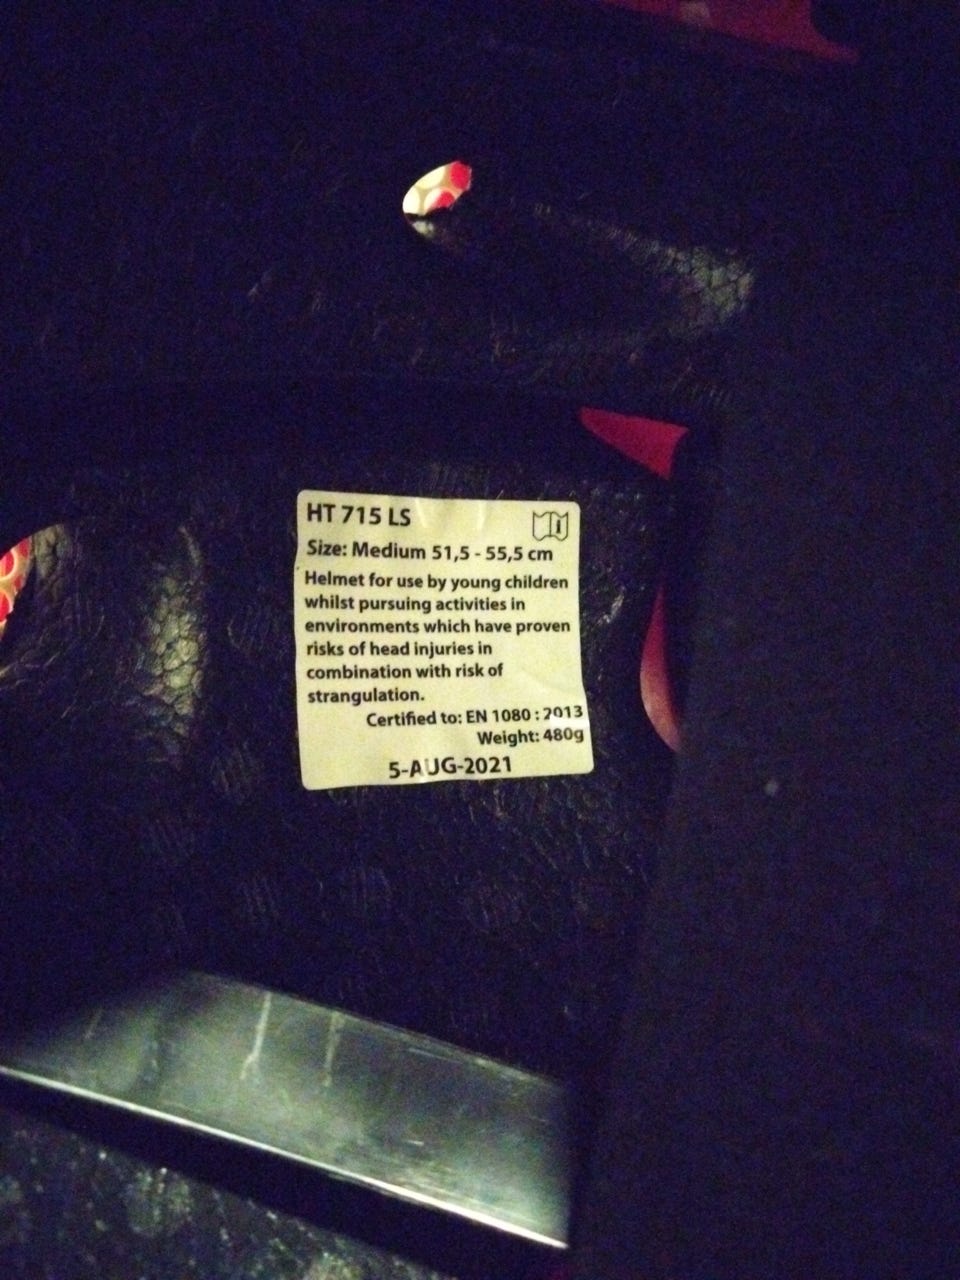 HT 715 LS
Size: Medium 51,5 - 55,5 cm
Helmet for use by young children
whilst pursuing activities in
environments which have proven
risks of head injuries in
combination with risk of
strangulation.
Certified to: EN 1080 : 2013
Weight: 480g
5-AUG-2021